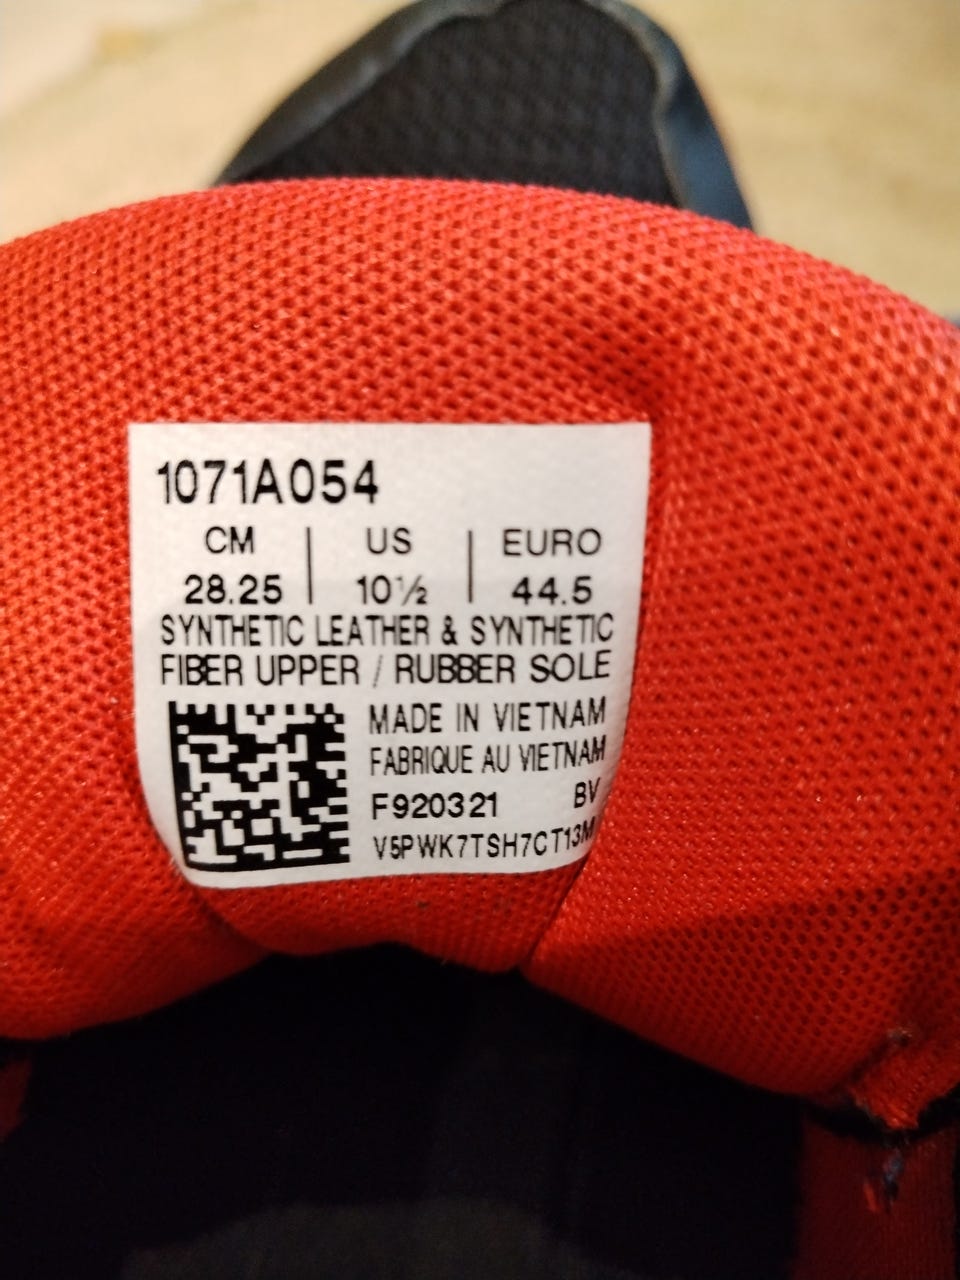 1071A054
CM | US | EURO
28.25 | 10½ | 44.5
SYNTHETIC LEATHER & SYNTHETIC
FIBER UPPER / RUBBER SOLE
MADE IN VIETNAM
FABRIQUE AU VIETNAM
F920321 BV
V5PWK7TSH7CT13M